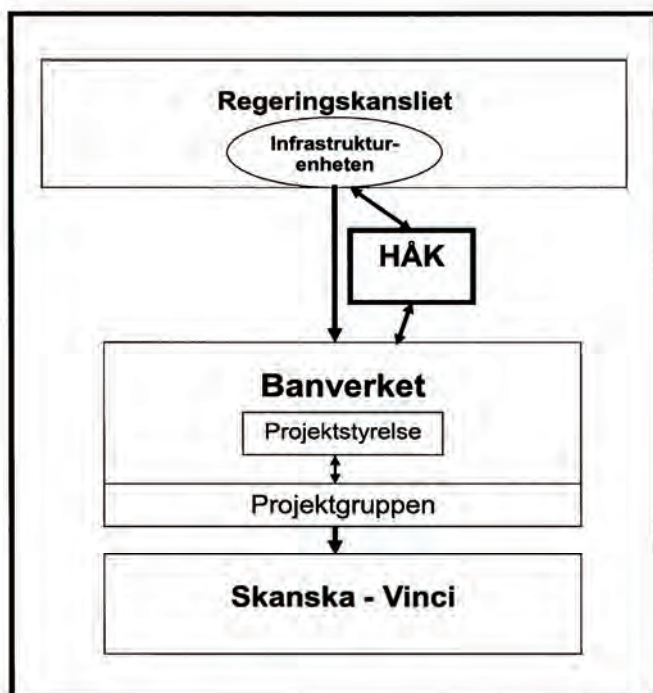 Regeringskansliet
Infrastruktur-
enheten
HÅK
Banverket
Projektstyrelse
Projektgruppen
Skanska - Vinci